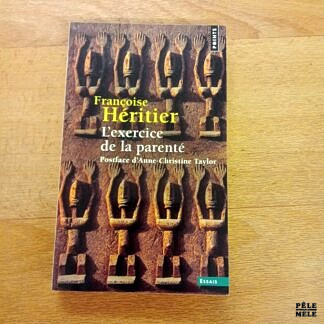 POINTS
Françoise
Héritier
L'exercice
de la parenté
Postface d'Anne-Christine Taylor
ESSAIS
PÊLE
MÊLE